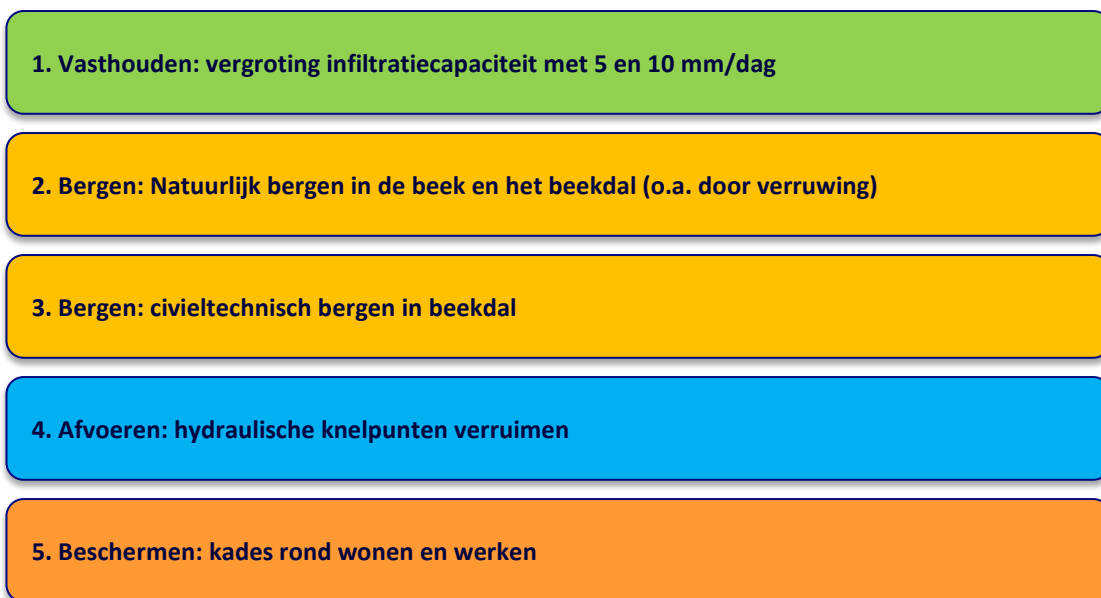 1. Vasthouden: vergroting infiltratiecapaciteit met 5 en 10 mm/dag
2. Bergen: Natuurlijk bergen in de beek en het beekdal (o.a. door verruwing)
3. Bergen: civieltechnisch bergen in beekdal
4. Afvoeren: hydraulische knelpunten verruimen
5. Beschermen: kades rond wonen en werken